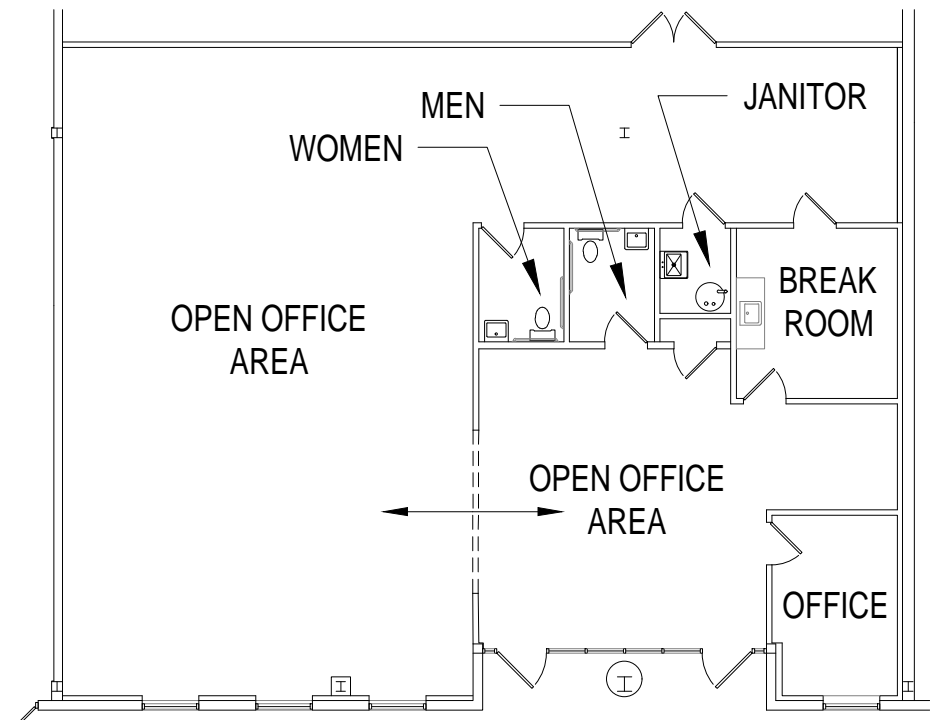 MEN
JANITOR
WOMEN
BREAK
ROOM
OPEN OFFICE
AREA
OPEN OFFICE
AREA
OFFICE